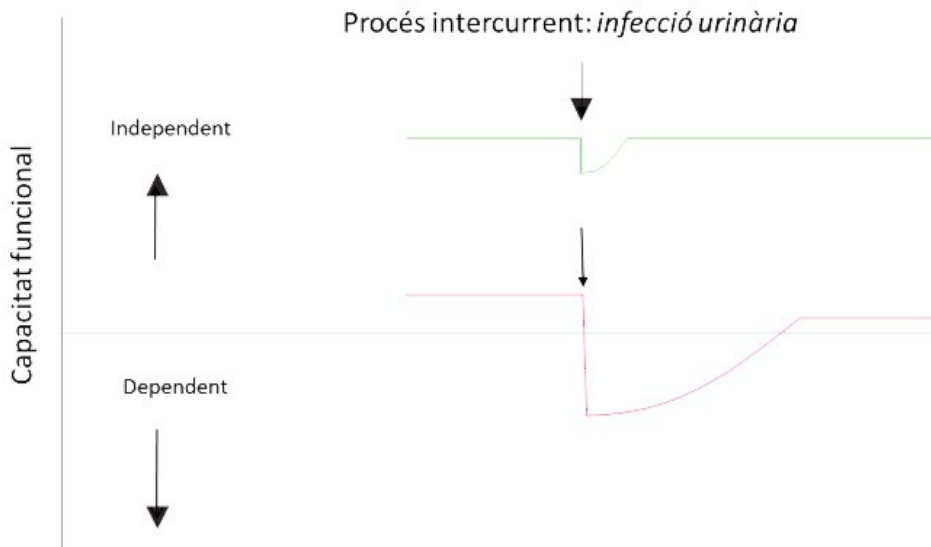 Procés intercurrent: infecció urinària
Independent
Capacitat funcional
Dependent